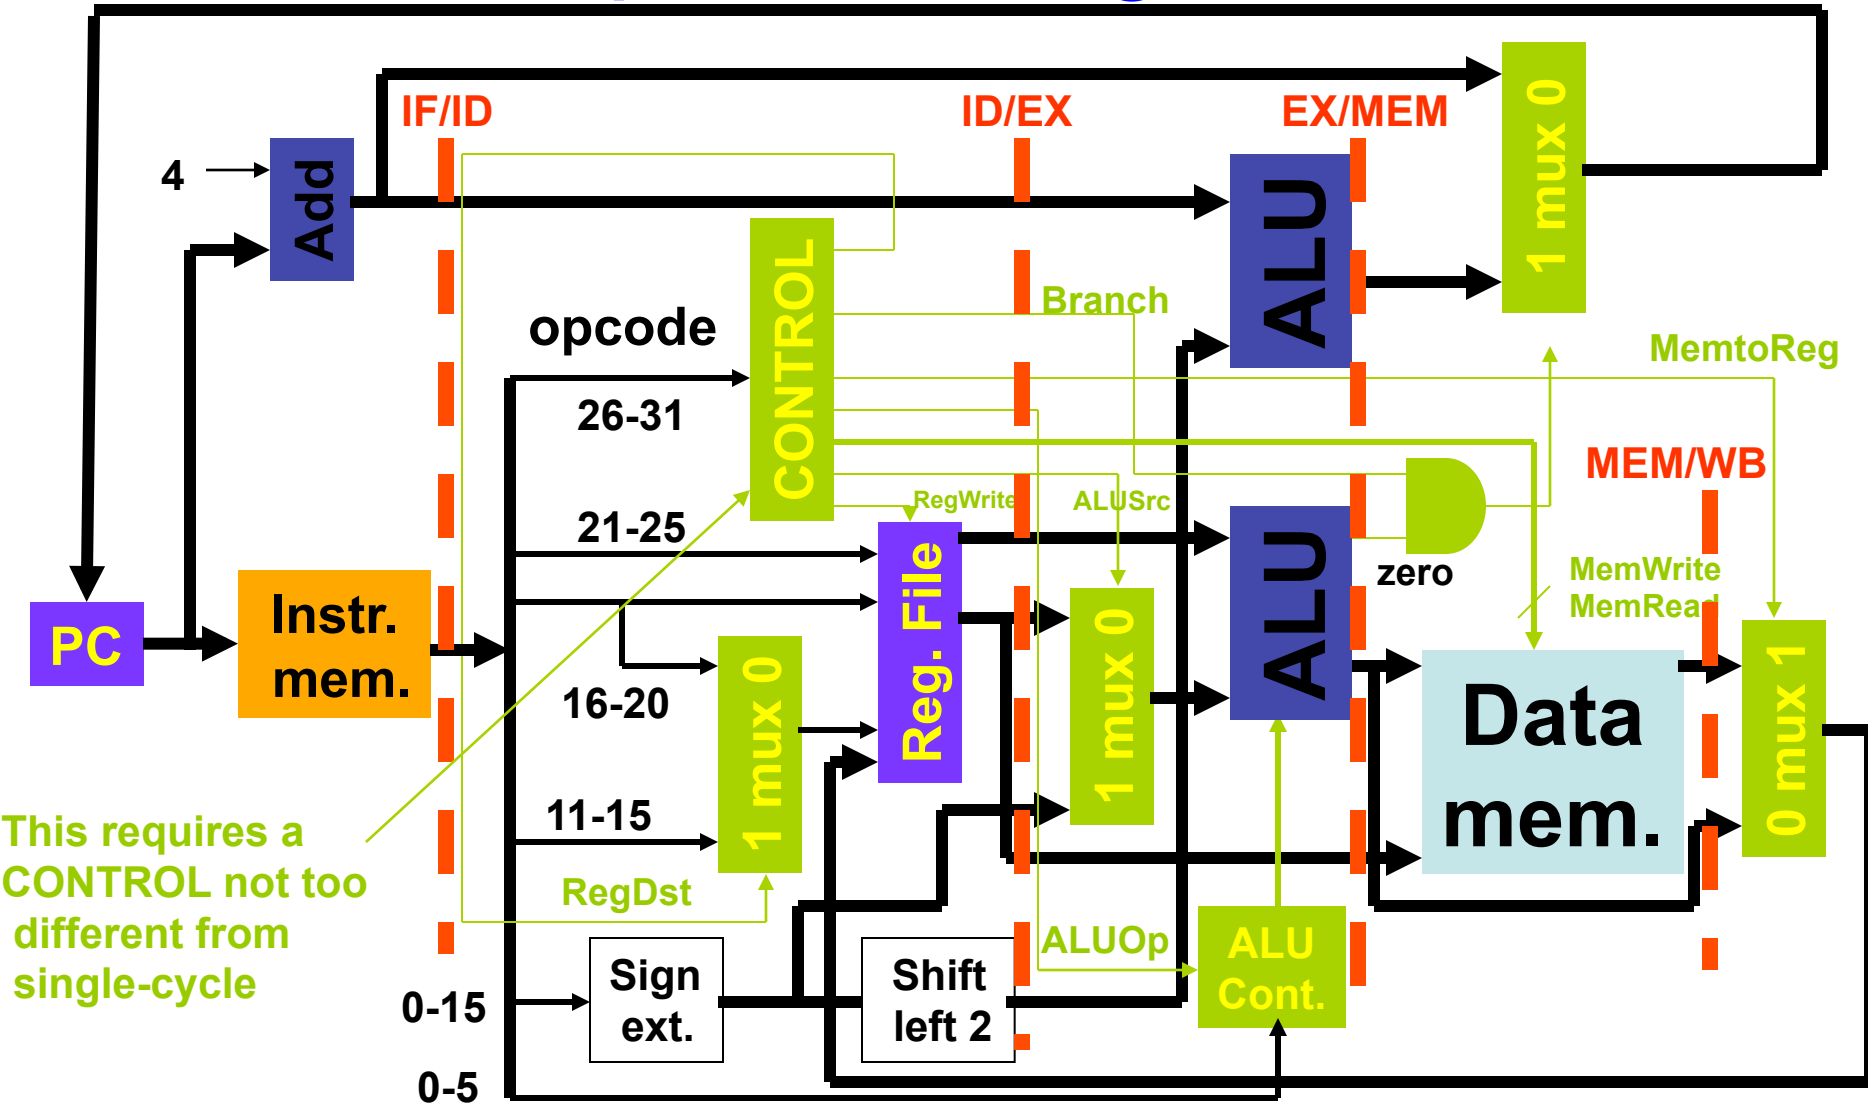 IF/ID
ID/EX
EX/MEM
1 mux 0
4
Add
ALU
CONTROL
Branch
opcode
MemtoReg
26-31
MEM/WB
RegWrite
ALUSrc
21-25
zero
MemWrite
MemRead
PC
Instr.
mem.
Reg. File
1 mux 0
1 mux 0
ALU
Data
mem.
0 mux 1
16-20
11-15
This requires a
CONTROL not too
different from
single-cycle
RegDst
ALUOp
ALU
Cont.
Sign
ext.
Shift
left 2
0-15
0-5